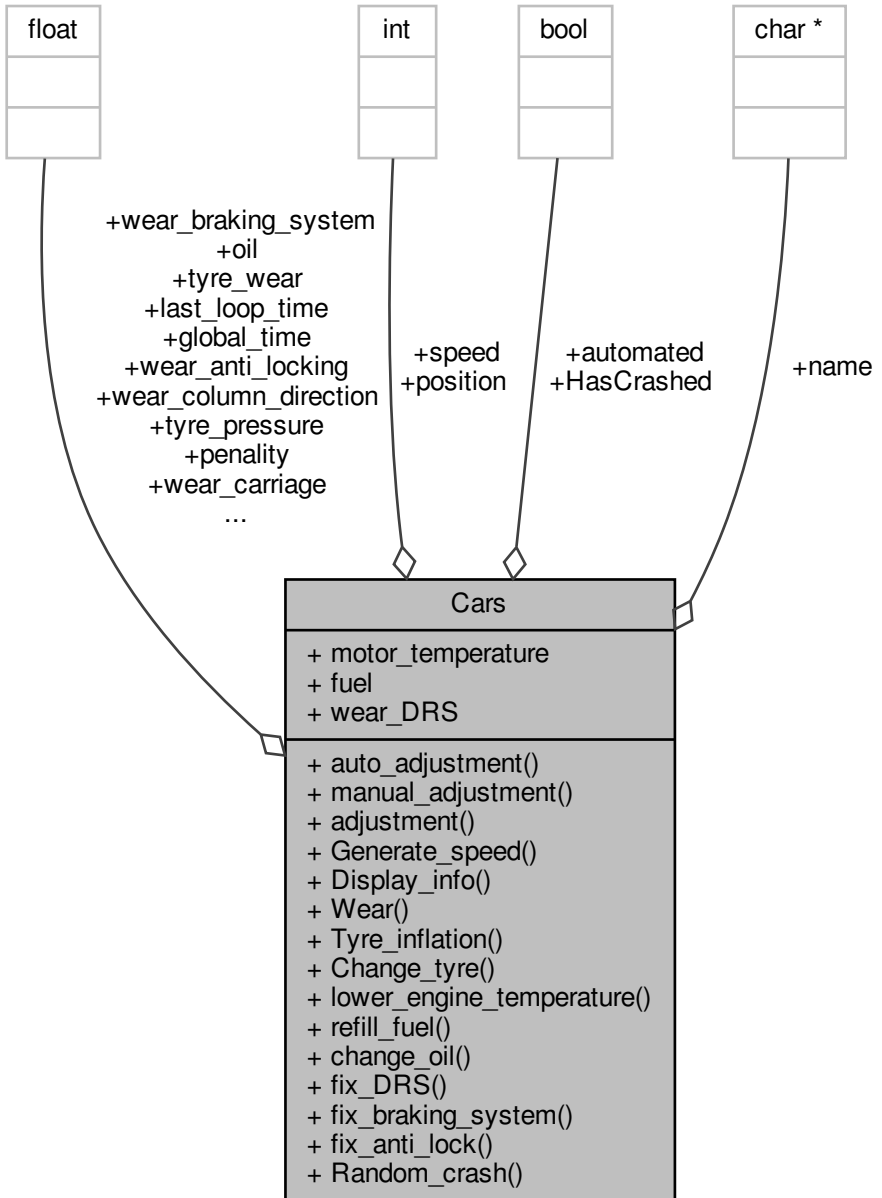 float
int
bool
char *
+wear_braking_system
+oil
+tyre_wear
+last_loop_time
+global_time
+wear_anti_locking
+wear_column_direction
+tyre_pressure
+penality
+wear_carriage
...
+speed
+position
+automated
+HasCrashed
+name
Cars
+ motor_temperature
+ fuel
+ wear_DRS
+ auto_adjustment()
+ manual_adjustment()
+ adjustment()
+ Generate_speed()
+ Display_info()
+ Wear()
+ Tyre_inflation()
+ Change_tyre()
+ lower_engine_temperature()
+ refill_fuel()
+ change_oil()
+ fix_DRS()
+ fix_braking_system()
+ fix_anti_lock()
+ Random_crash()